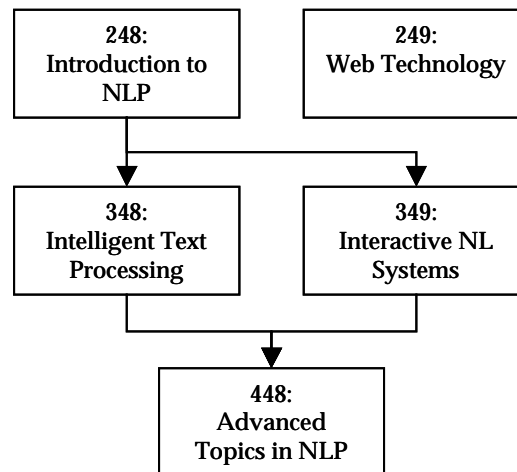 248:
Introduction to
NLP
249:
Web Technology
348:
Intelligent Text
Processing
349:
Interactive NL
Systems
448:
Advanced
Topics in NLP